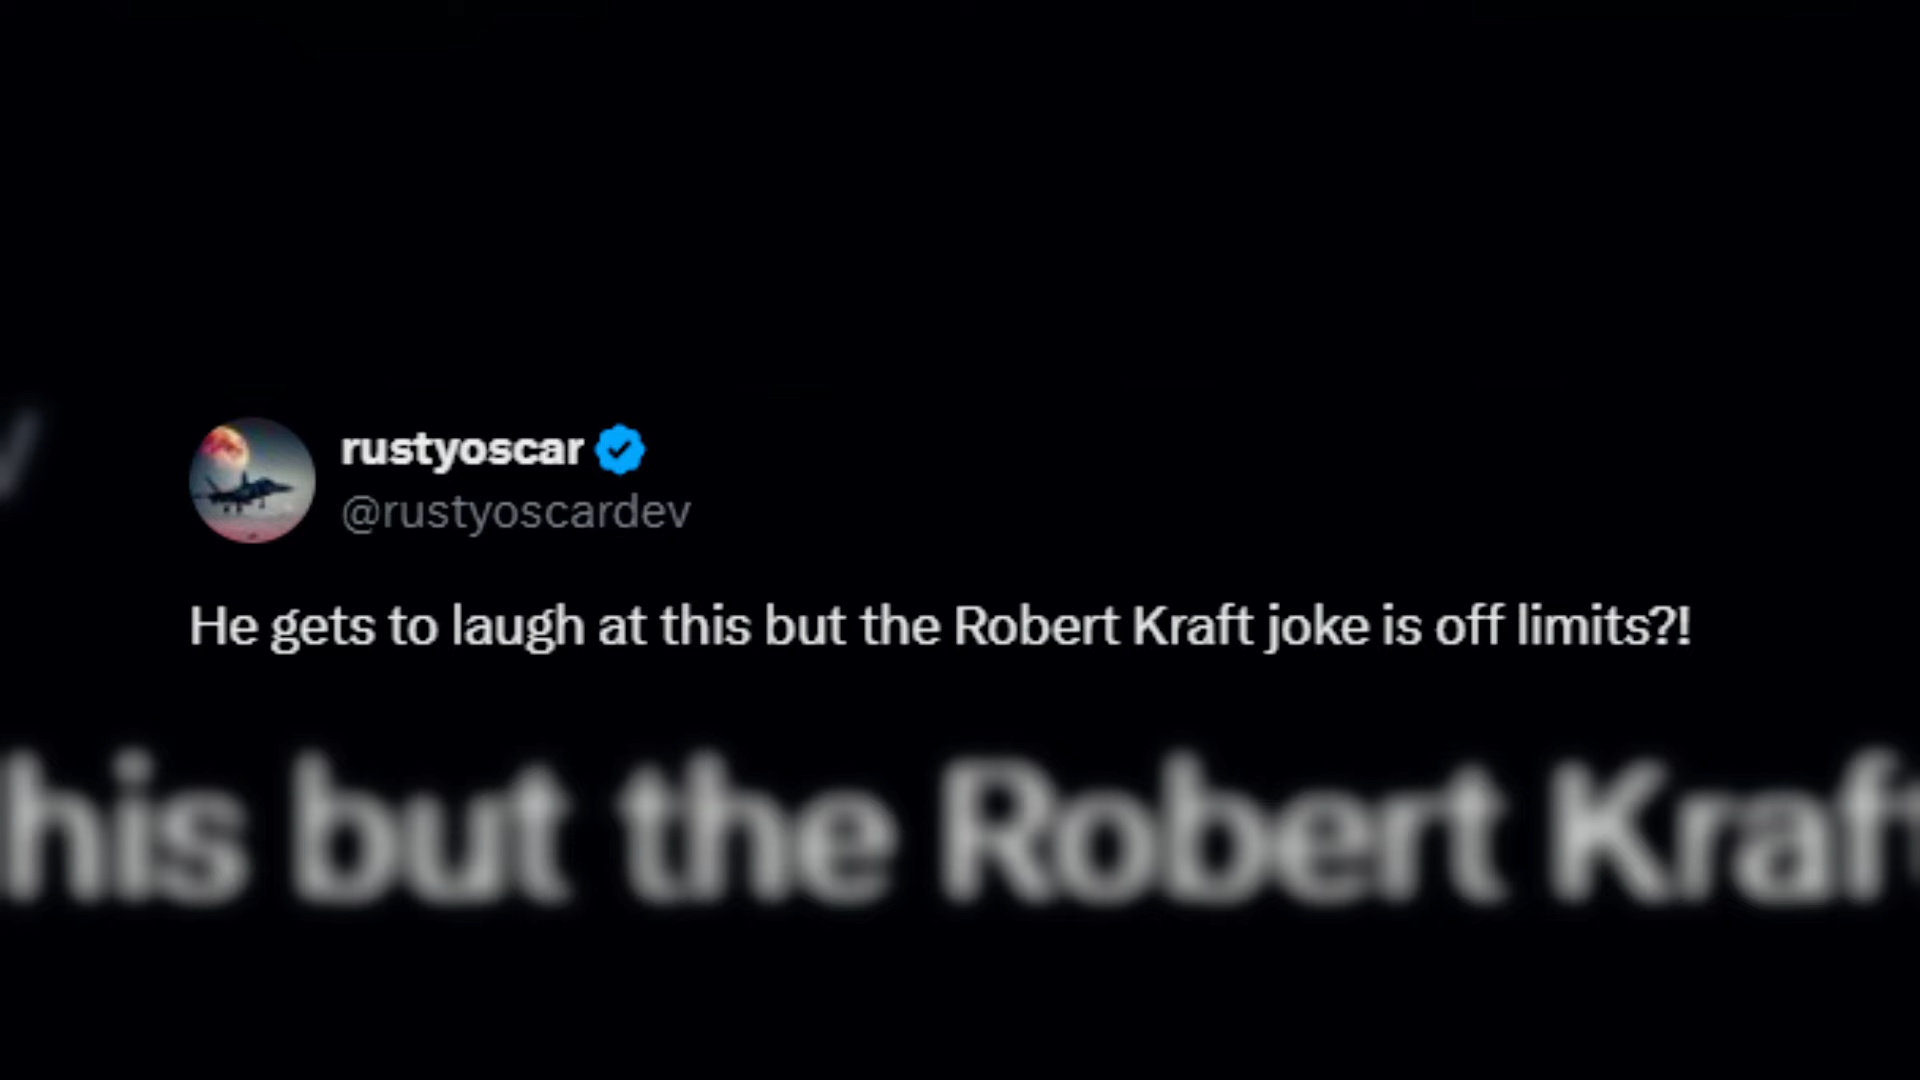 rustyoscar
@rustyoscardev
He gets to laugh at this but the Robert Kraft joke is off limits?!
his but the Robert Kraft